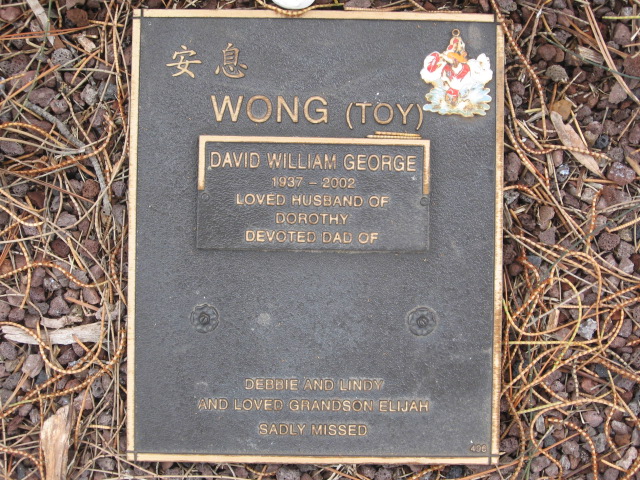 安息
WONG (TOY)
DAVID WILLIAM GEORGE
1937 - 2002
LOVED HUSBAND OF
DOROTHY
DEVOTED DAD OF
DEBBIE AND LINDY
AND LOVED GRANDSON ELIJAH
SADLY MISSED